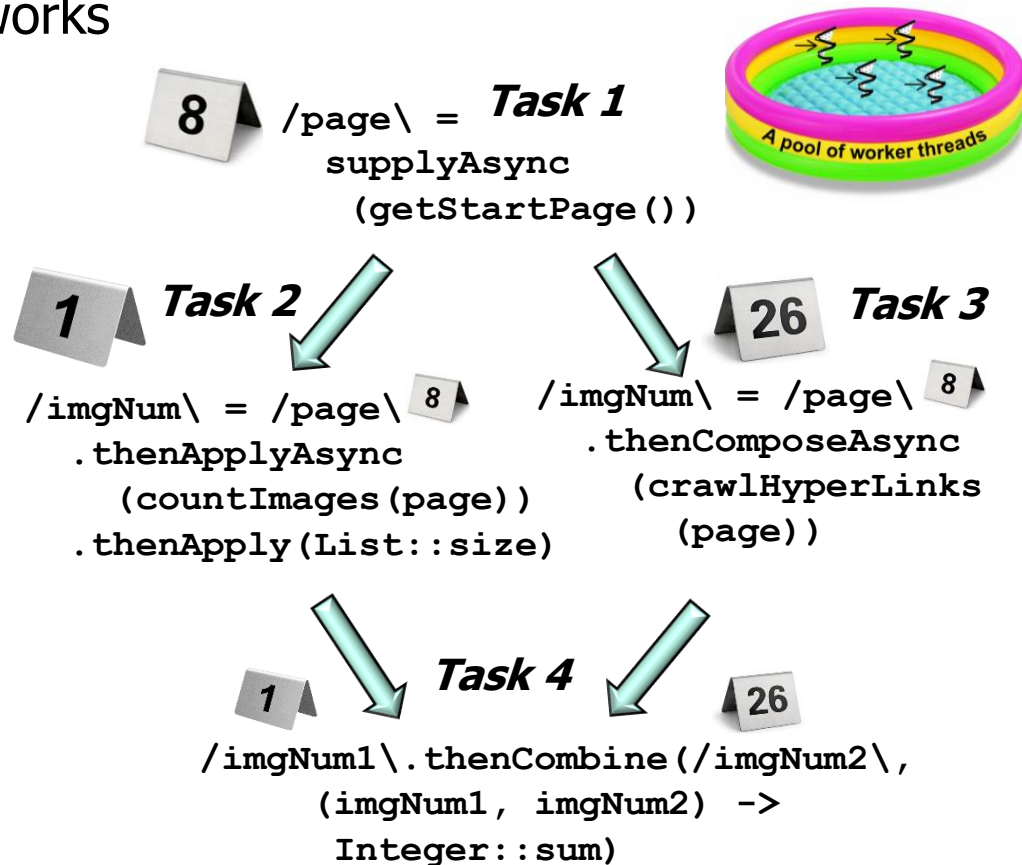 works
8
/page\ = Task 1
supplyAsync
(getStartPage())
A pool of worker threads
1
Task 2
26
Task 3
/imgNum\ = /page\ 8
.thenApplyAsync
(countImages(page))
.thenApply(List::size)
/imgNum\ = /page\ 8
.thenComposeAsync
(crawlHyperLinks
(page))
1
Task 4
26
/imgNum1\.thenCombine(/imgNum2\,
(imgNum1, imgNum2) ->
Integer::sum)